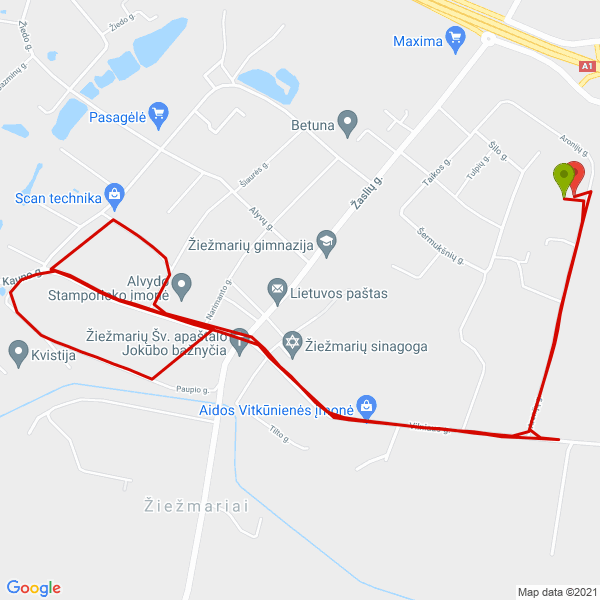 Žiedo g.
Žiedo g.
Maxima
A1
Pasagėlė
Betuna
Aronijų g.
Šilo g.
Tulpių g.
Taikos g.
Šiaurės g.
Žaslių g.
Scan technika
Alyvų g.
Šermukšnių g.
Žiežmarių gimnazija
Kauno g.
Alvydo
Stamporioko įmonė
Narimanto g.
Lietuvos paštas
Žiežmarių Šv. apaštalo
Jokūbo bažnyčia
Žiežmarių sinagoga
Kvistija
Paupio g.
Aidos Vitkūnienės įmonė
Vilniaus g.
Tilto g.
Žiežmariai
Google
Map data ©2021